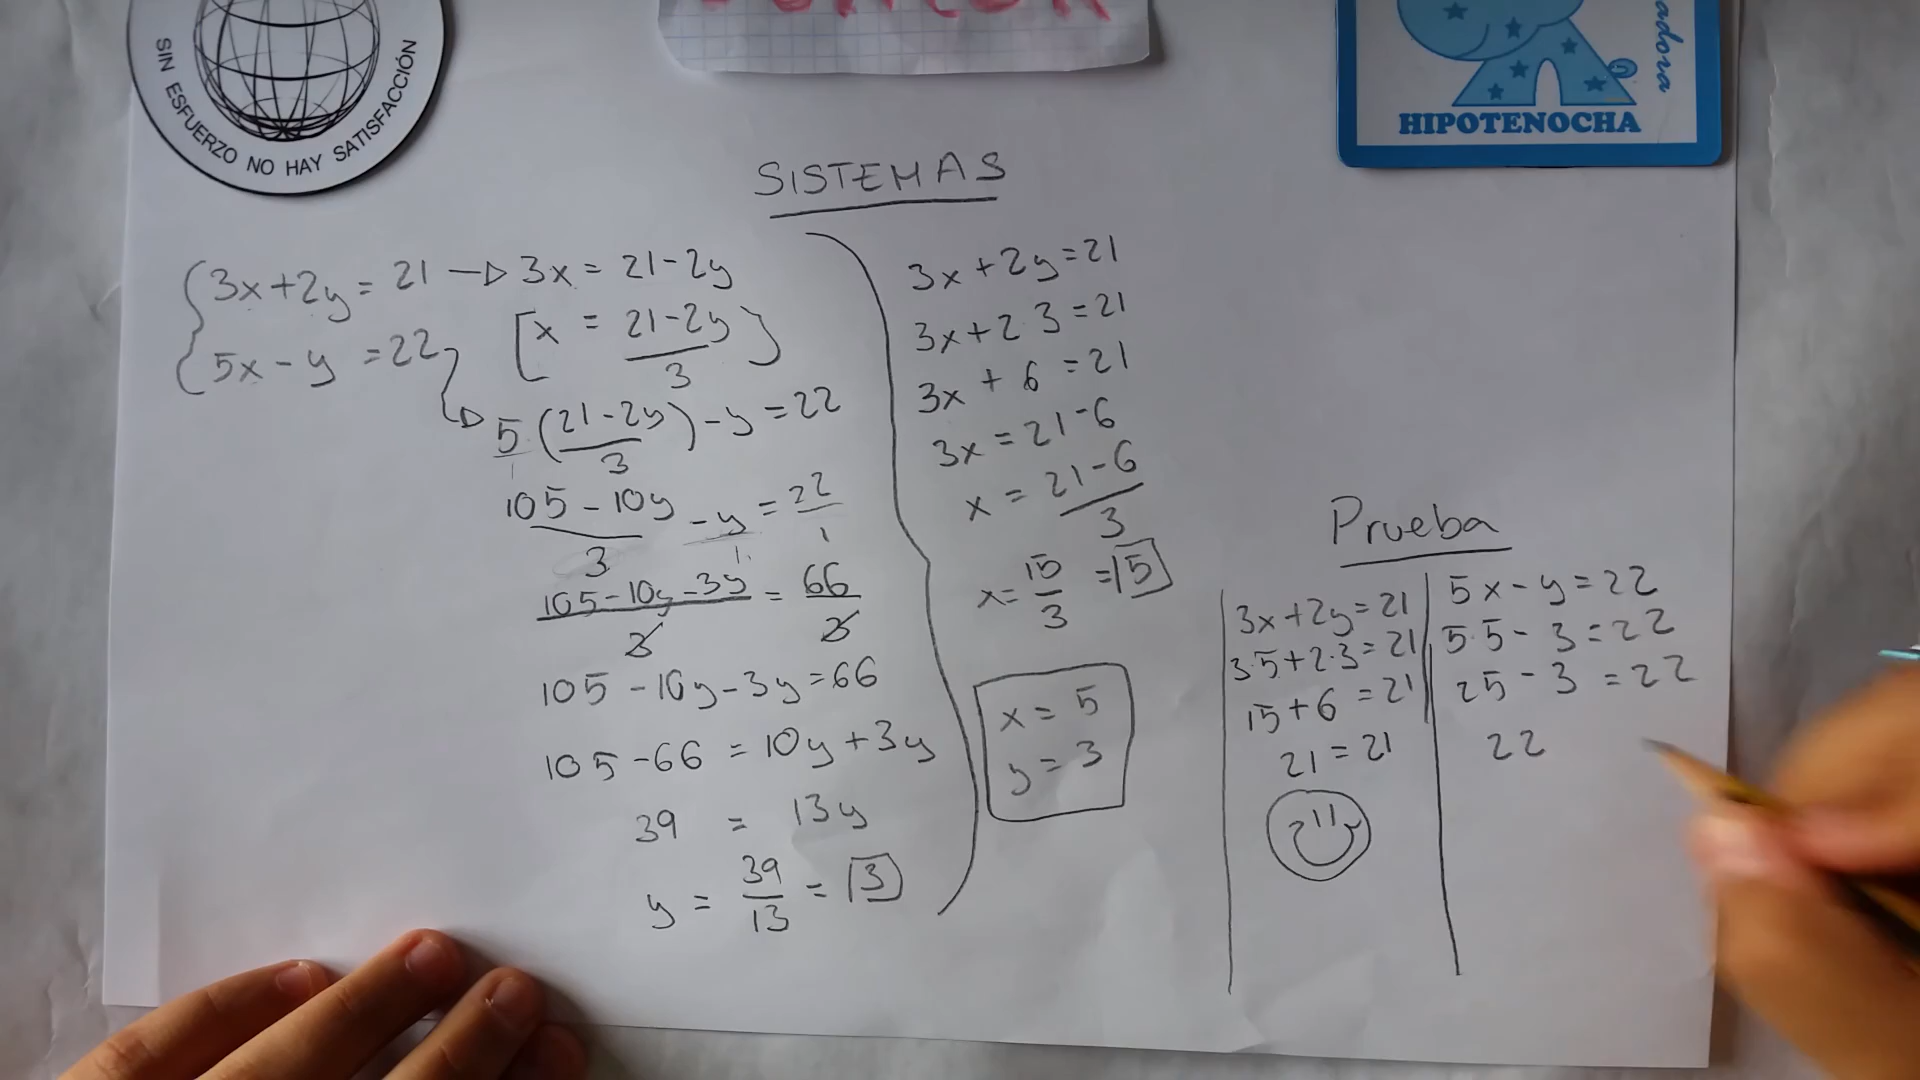 SIN ESFUERZO NO HAY SATISFACCIÓN
adora
HIPOTENOCHA
SISTEMAS
3x+2y = 21 → 3x = 21-2y
5x - y = 22
[x = 21-2y / 3]
5/1 (21-2y / 3) - y = 22
105 - 10y / 3 - y / 1 = 22 / 1
105-10y-3y / 3 = 66 / 3
105 - 10y - 3y = 66
105 - 66 = 10y + 3y
39 = 13y
y = 39 / 13 = 3
3x + 2y = 21
3x + 2 · 3 = 21
3x + 6 = 21
3x = 21-6
x = 21-6 / 3
x = 15 / 3 = 5
x = 5
y = 3
Prueba
3x + 2y = 21
3·5 + 2·3 = 21
15 + 6 = 21
21 = 21
5x - y = 22
5·5 - 3 = 22
25 - 3 = 22
22